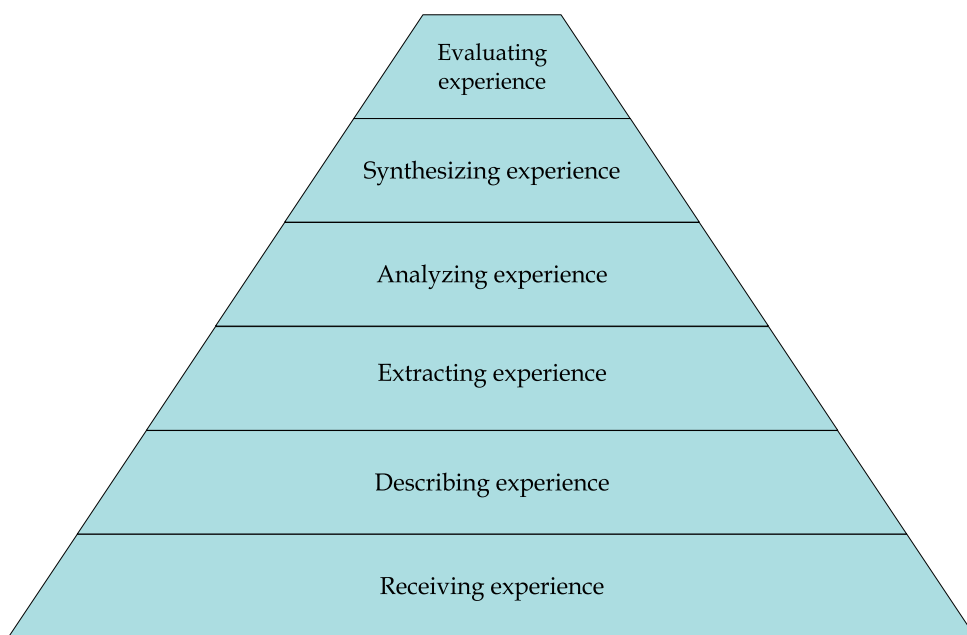 Evaluating
experience
Synthesizing experience
Analyzing experience
Extracting experience
Describing experience
Receiving experience